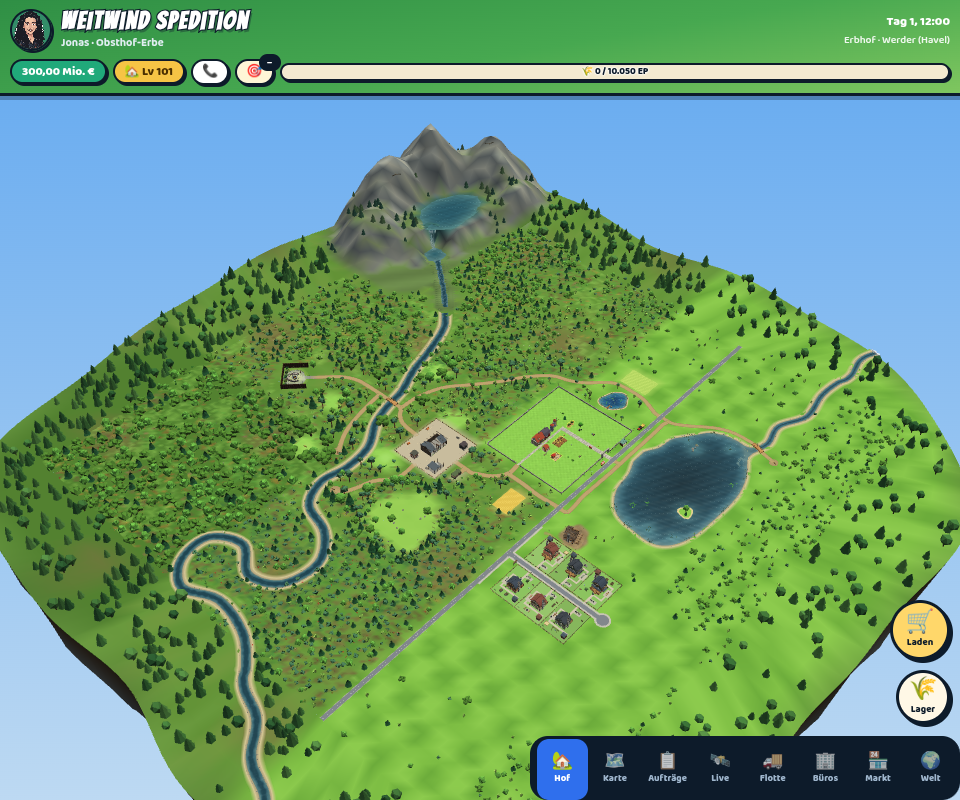 WEITWIND SPEDITION
Jonas · Obsthof-Erbe
Tag 1, 12:00
Erbhof · Werder (Havel)
300,00 Mio. €
Lv 101
–
0 / 10.050 EP
Laden
Lager
Hof
Karte
Aufträge
Live
Flotte
Büros
Markt
Welt